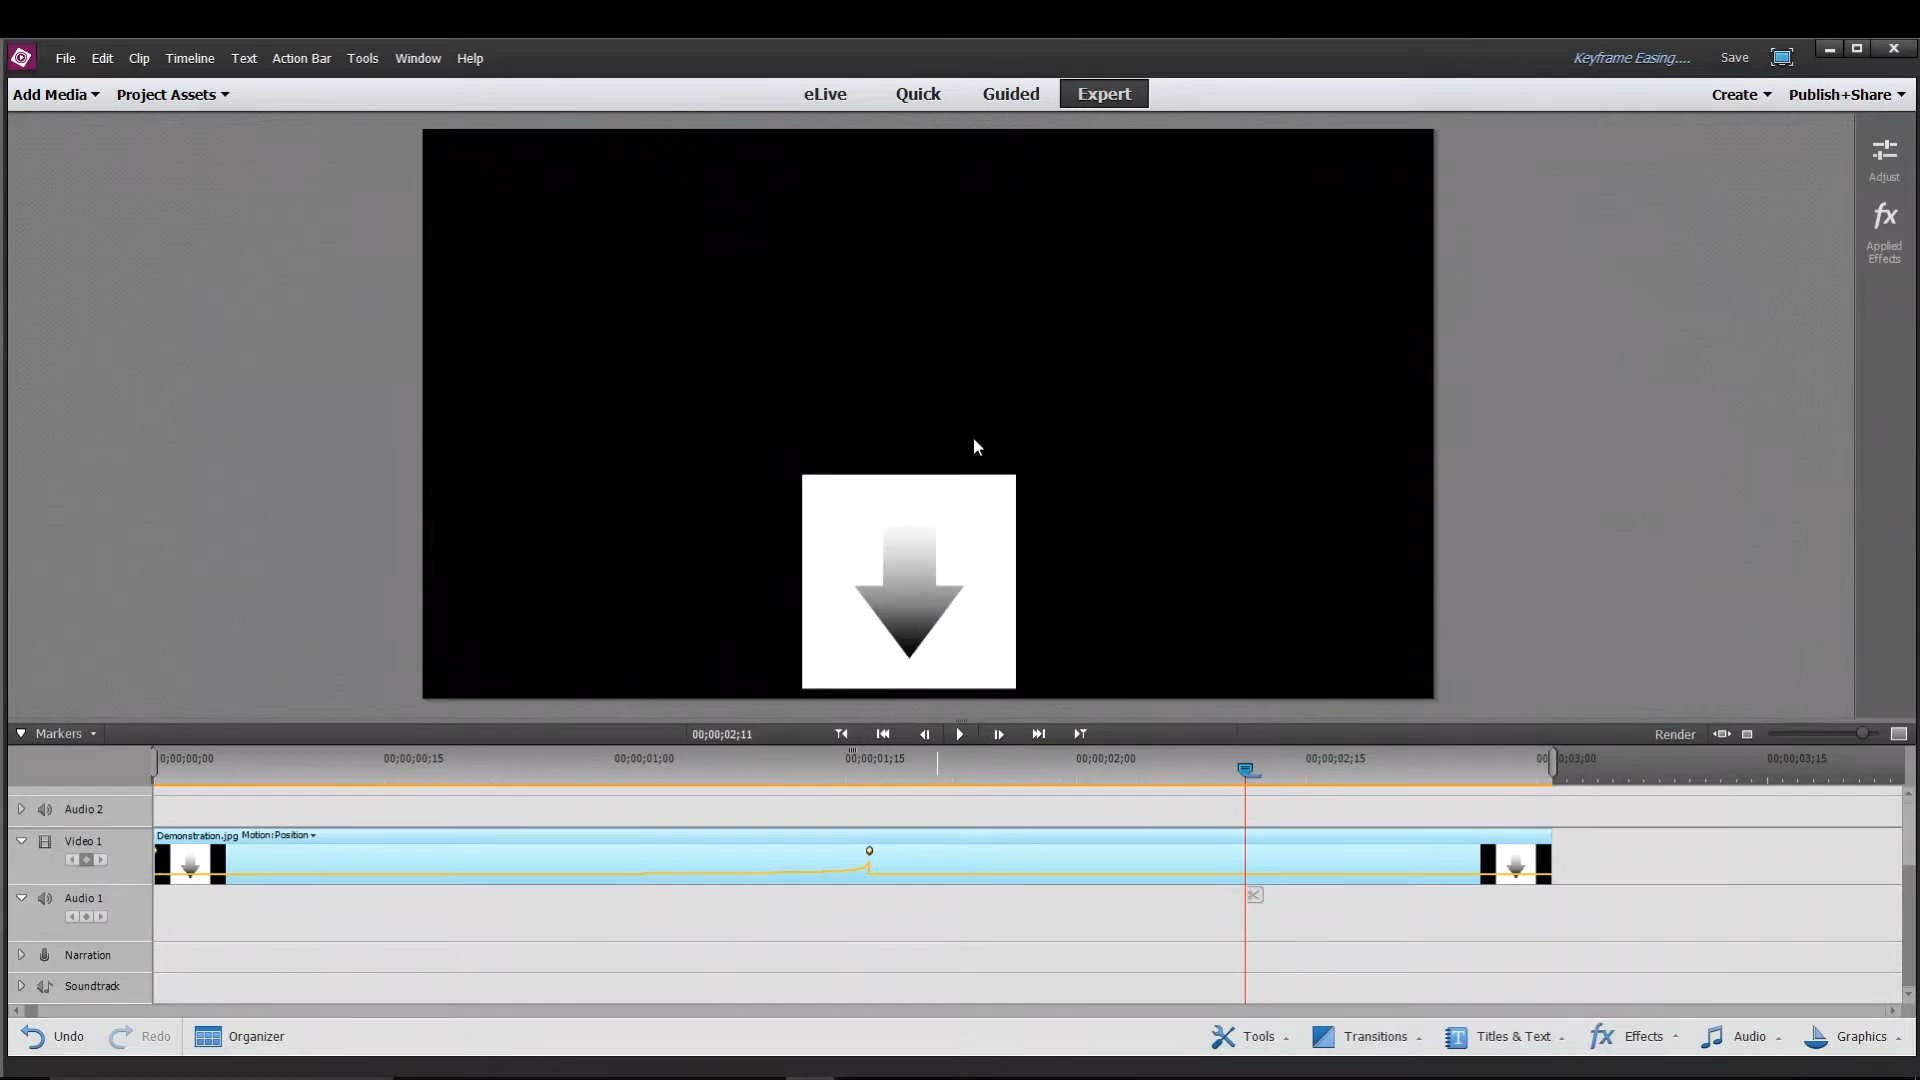 File Edit Clip Timeline Text Action Bar Tools Window Help
Keyframe Easing.... Save
Add Media Project Assets
eLive Quick Guided Expert
Create Publish+Share
Adjust
fx
Applied
Effects
Markers
00;00;02;11
Render
0;00;00;00 00;00;00;15 00;00;01;00 00;00;01;15 00;00;02;00 00;00;02;15 00; 0;03;00 00;00;03;15
Audio 2
Video 1
Demonstration.jpg Motion:Position
Audio 1
Narration
Soundtrack
Undo Redo Organizer
Tools Transitions T Titles & Text fx Effects Audio Graphics